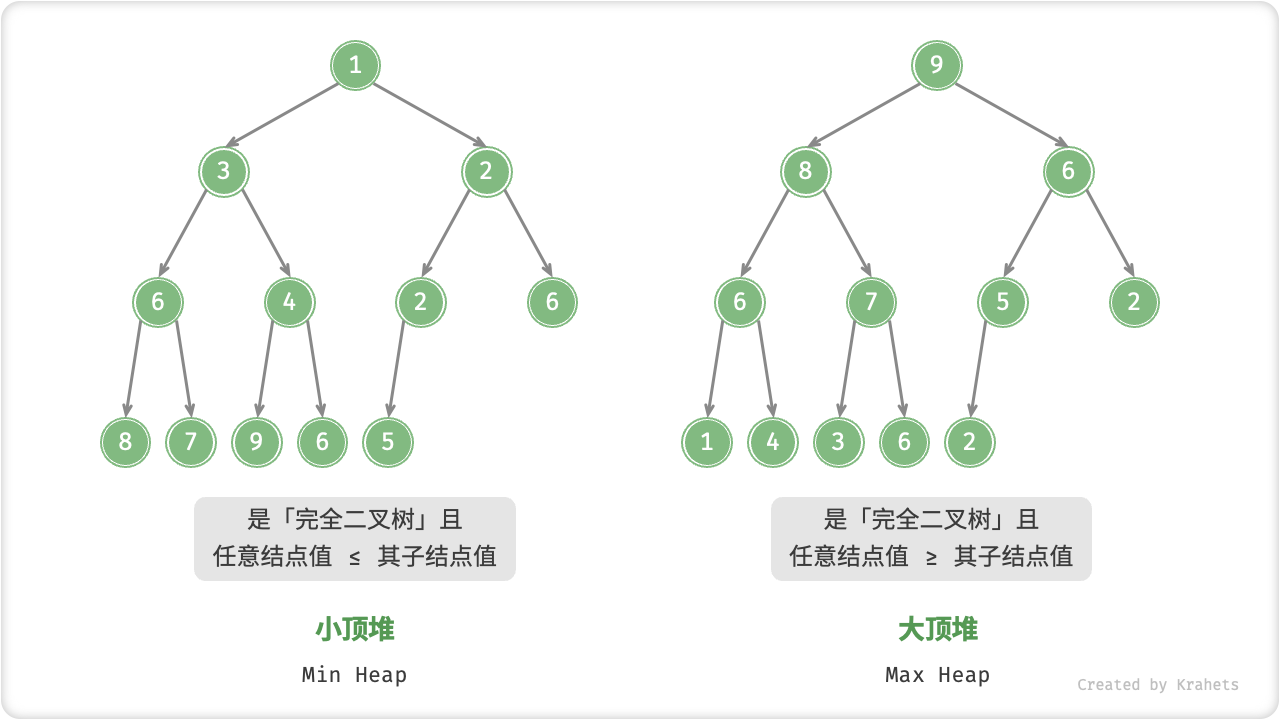 1 9
3 2 8 6
6 4 2 6 6 7 5 2
8 7 9 6 5 1 4 3 6 2
是「完全二叉树」且
任意结点值 ≤ 其子结点值
是「完全二叉树」且
任意结点值 ≥ 其子结点值
小顶堆
大顶堆
Min Heap
Max Heap
Created by Krahets